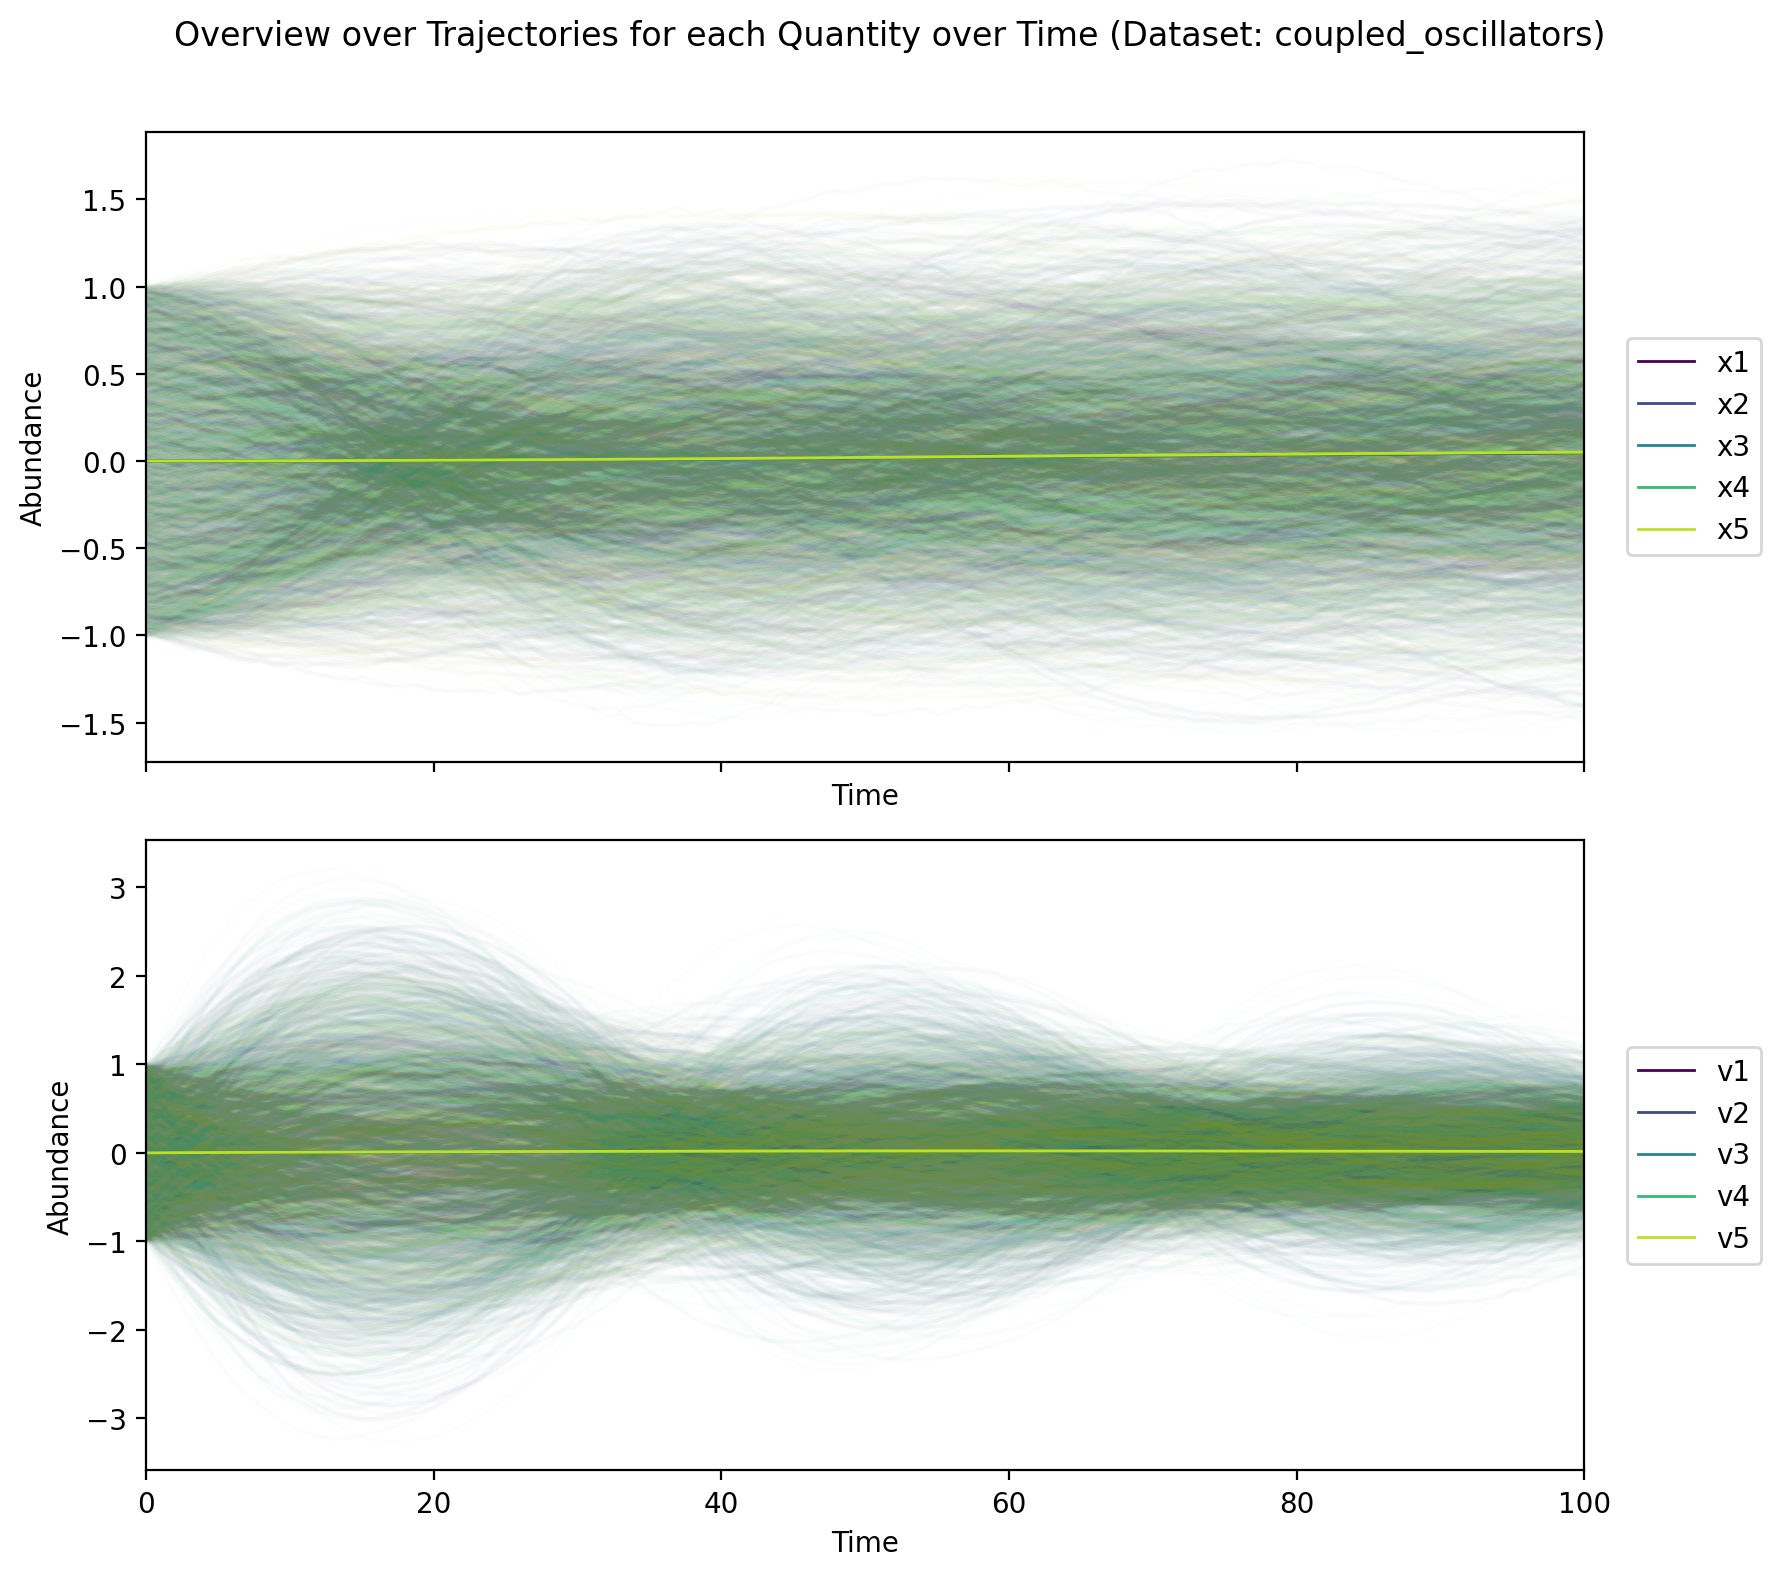 Overview over Trajectories for each Quantity over Time (Dataset: coupled_oscillators)
1.5
1.0
0.5
0.0
−0.5
−1.0
−1.5
Abundance
Time
x1
x2
x3
x4
x5
3
2
1
0
−1
−2
−3
Abundance
0 20 40 60 80 100
Time
v1
v2
v3
v4
v5